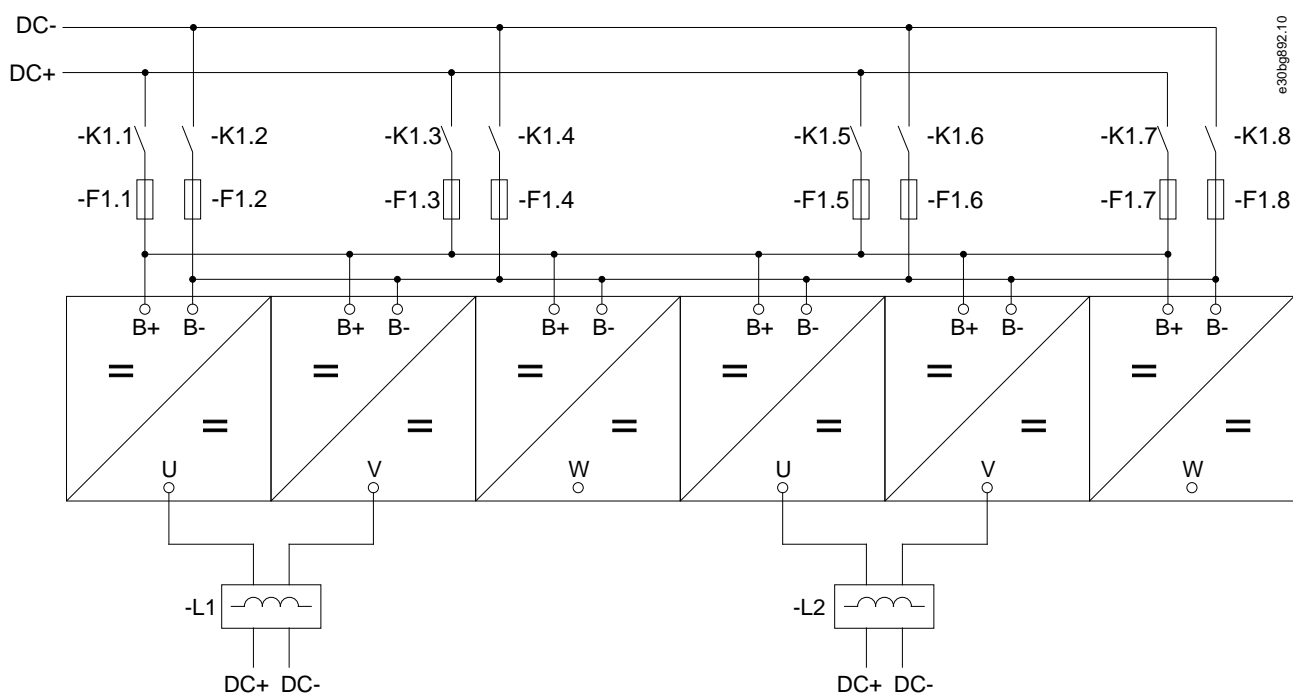 DC-
DC+
e30bg892.10
-K1.1 -K1.2 -K1.3 -K1.4 -K1.5 -K1.6 -K1.7 -K1.8
-F1.1 -F1.2 -F1.3 -F1.4 -F1.5 -F1.6 -F1.7 -F1.8
B+ B- B+ B- B+ B- B+ B- B+ B- B+ B-
= = = = = =
= = = = = =
U V W U V W
-L1 -L2
DC+ DC- DC+ DC-